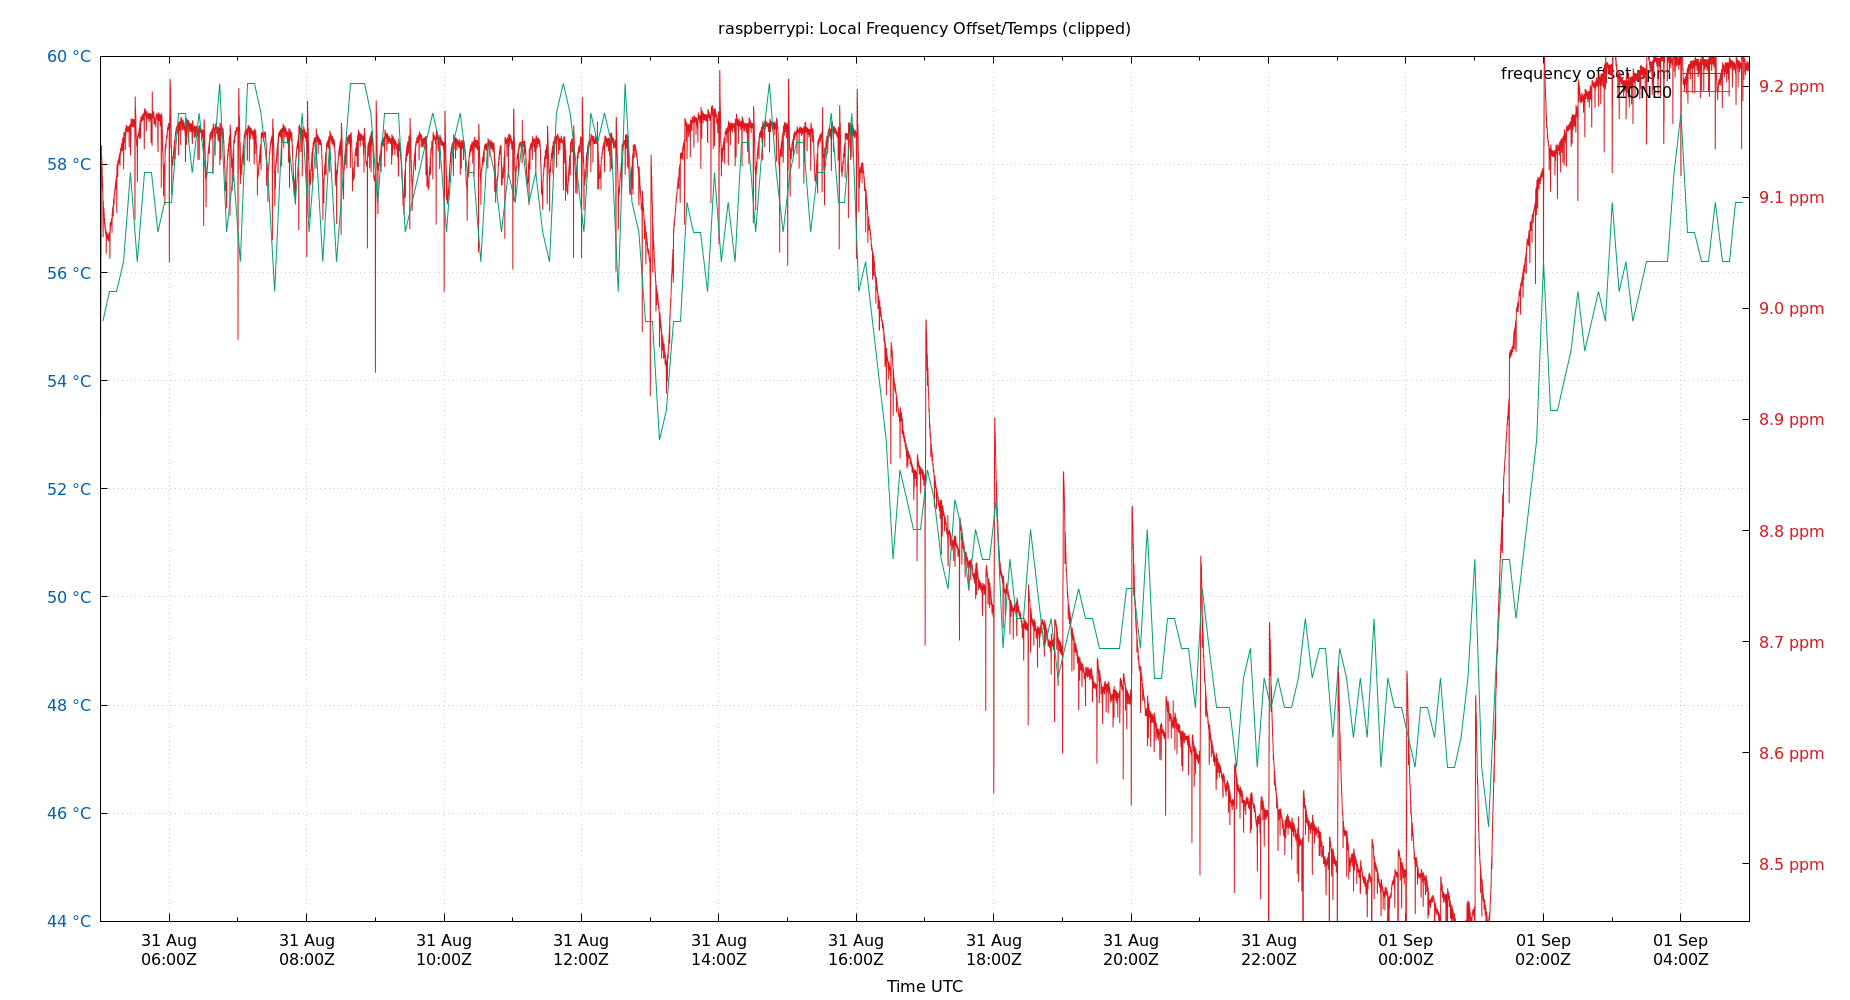 raspberrypi: Local Frequency Offset/Temps (clipped)
60 °C
58 °C
56 °C
54 °C
52 °C
50 °C
48 °C
46 °C
44 °C
frequency offset ppm
ZONE0
9.2 ppm
9.1 ppm
9.0 ppm
8.9 ppm
8.8 ppm
8.7 ppm
8.6 ppm
8.5 ppm
31 Aug 31 Aug 31 Aug 31 Aug 31 Aug 31 Aug 31 Aug 31 Aug 31 Aug 01 Sep 01 Sep 01 Sep
06:00Z 08:00Z 10:00Z 12:00Z 14:00Z 16:00Z 18:00Z 20:00Z 22:00Z 00:00Z 02:00Z 04:00Z
Time UTC